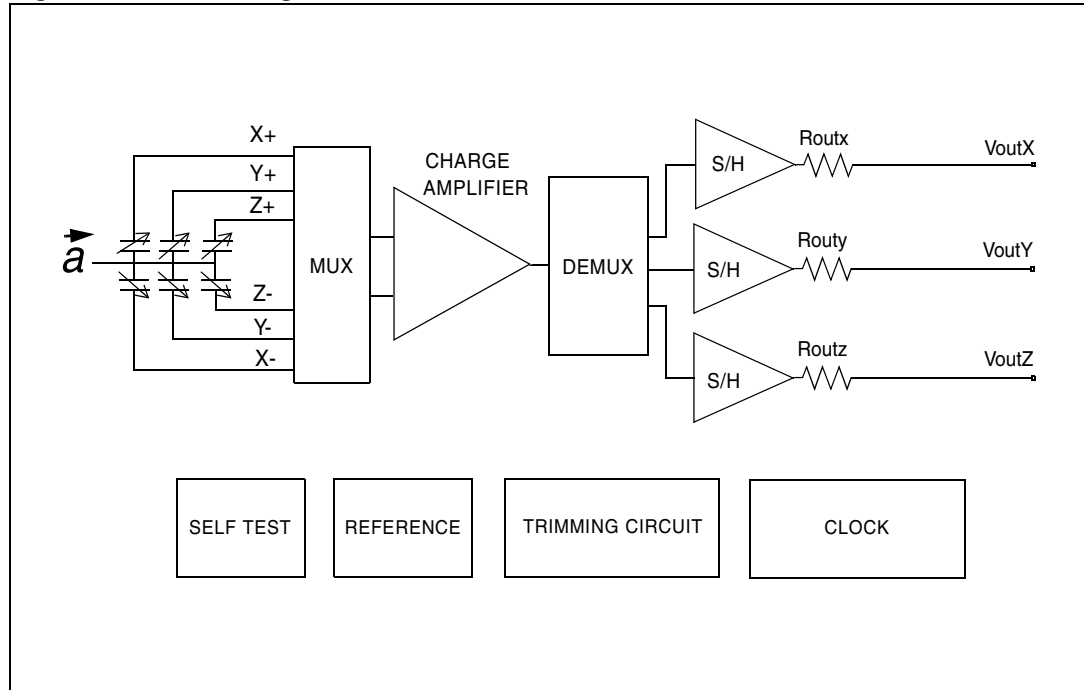 X+
Y+
Z+
a
Z-
Y-
X-
MUX
CHARGE
AMPLIFIER
DEMUX
S/H
Routx
VoutX
S/H
Routy
VoutY
S/H
Routz
VoutZ
SELF TEST
REFERENCE
TRIMMING CIRCUIT
CLOCK